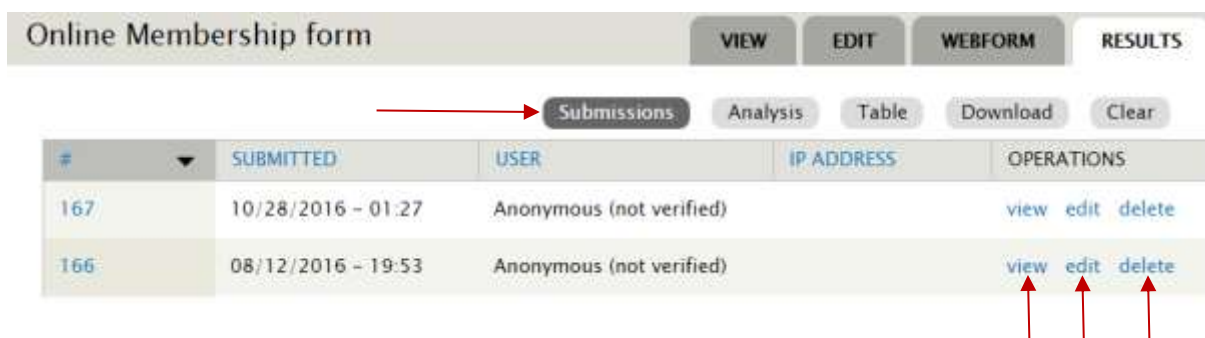 Online Membership form VIEW EDIT WEBFORM RESULTS
Submissions Analysis Table Download Clear
# SUBMITTED USER IP ADDRESS OPERATIONS
167 10/28/2016 - 01:27 Anonymous (not verified) view edit delete
166 08/12/2016 - 19:53 Anonymous (not verified) view edit delete